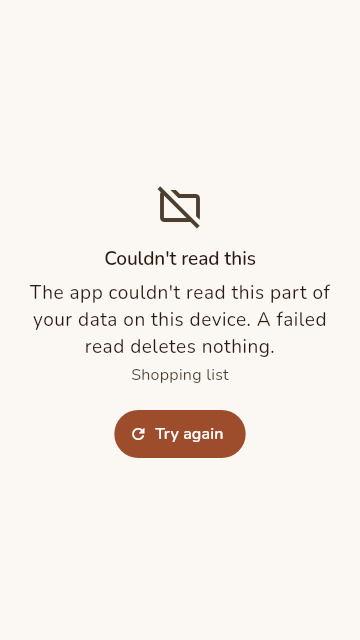 Couldn't read this
The app couldn't read this part of
your data on this device. A failed
read deletes nothing.
Shopping list
Try again